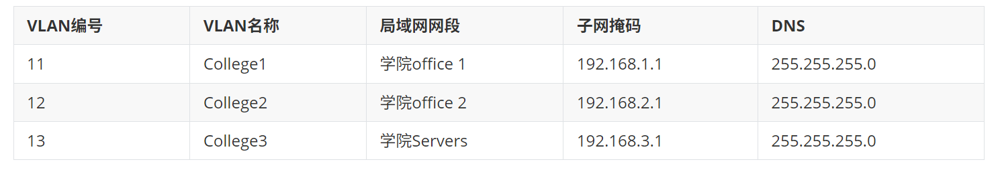 VLAN编号 VLAN名称 局域网网段 子网掩码 DNS
11 College1 学院office 1 192.168.1.1 255.255.255.0
12 College2 学院office 2 192.168.2.1 255.255.255.0
13 College3 学院Servers 192.168.3.1 255.255.255.0